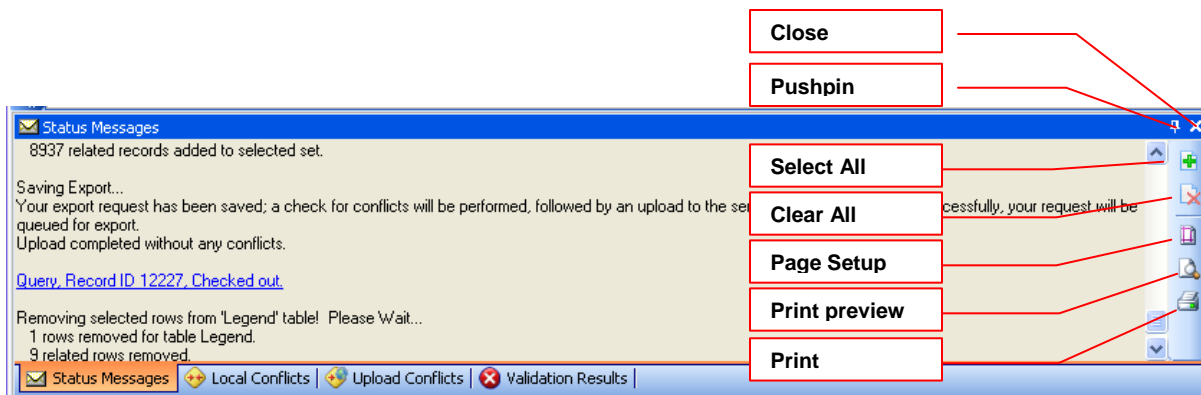 Close
Pushpin
Status Messages
8937 related records added to selected set.
Select All
Saving Export...
Your export request has been saved; a check for conflicts will be performed, followed by an upload to the
Clear All
your request will be
queued for export.
Upload completed without any conflicts.
Page Setup
Query, Record ID 12227, Checked out.
Print preview
Removing selected rows from 'Legend' table!  Please Wait...
1 rows removed for table Legend.
9 related rows removed.
Print
Status Messages
Local Conflicts
Upload Conflicts
Validation Results